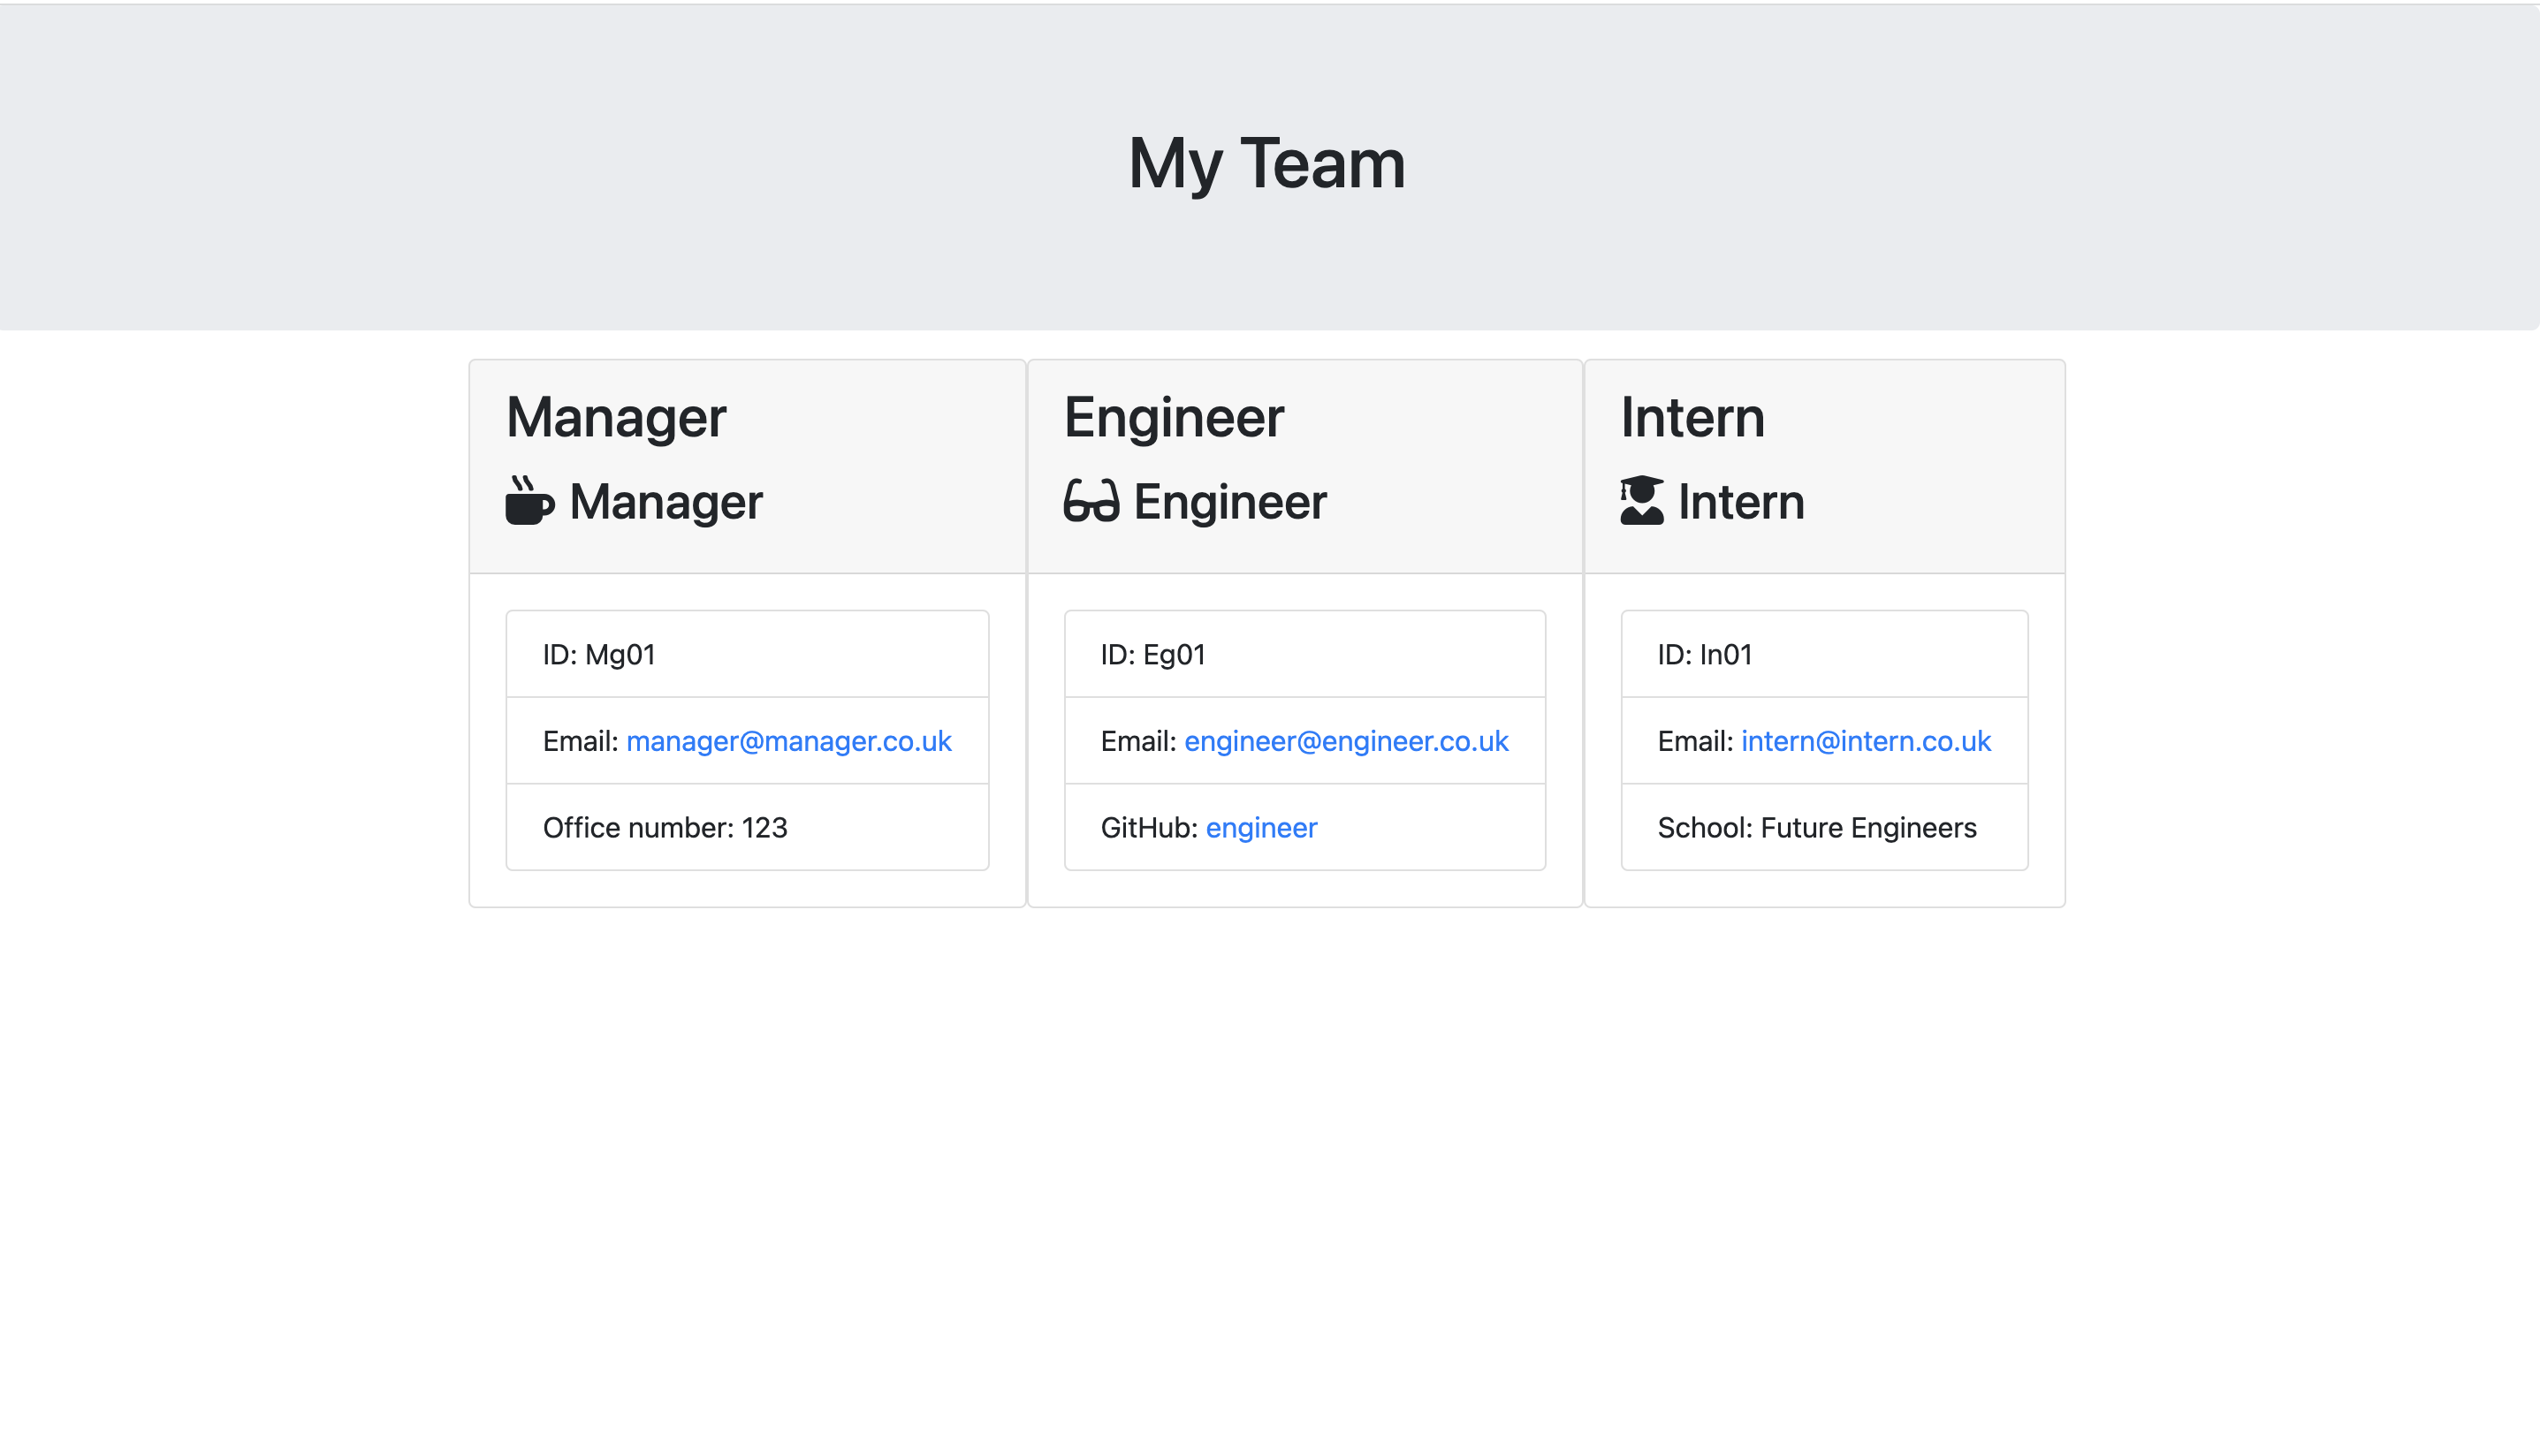 My Team
Manager
Manager
ID: Mg01
Email: manager@manager.co.uk
Office number: 123
Engineer
Engineer
ID: Eg01
Email: engineer@engineer.co.uk
GitHub: engineer
Intern
Intern
ID: In01
Email: intern@intern.co.uk
School: Future Engineers